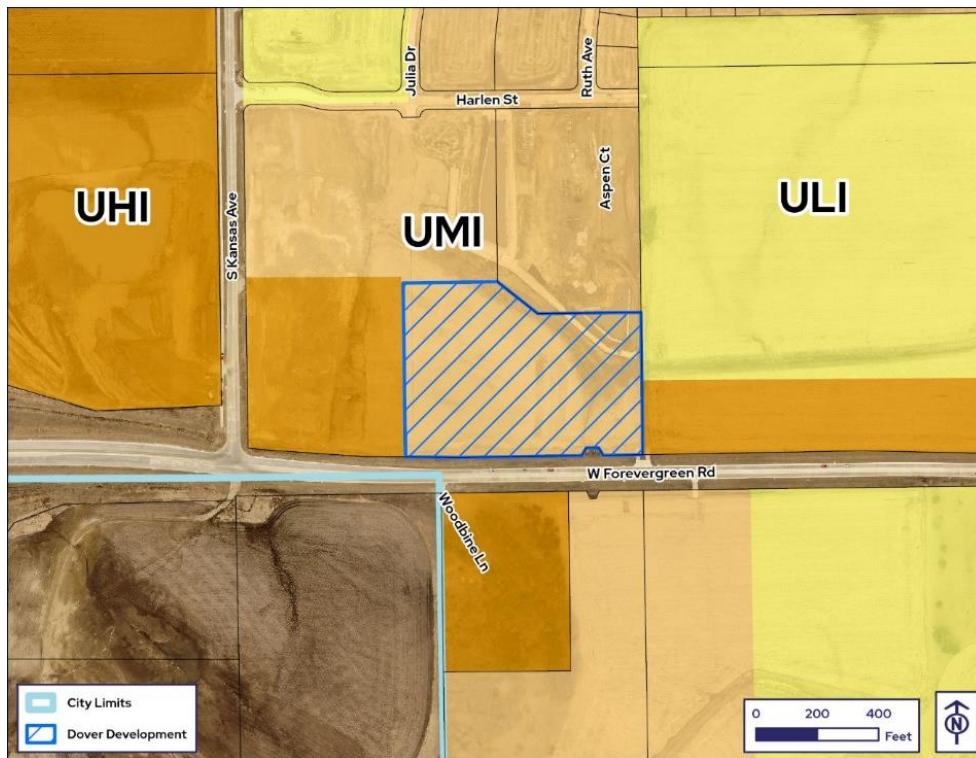 Julia Dr
Ruth Ave
Harlen St
UHI
S Kansas Ave
UMI
Aspen Ct
ULI
W Forevergreen Rd
Woodbine Ln
City Limits
Dover Development
0 200 400
Feet
N